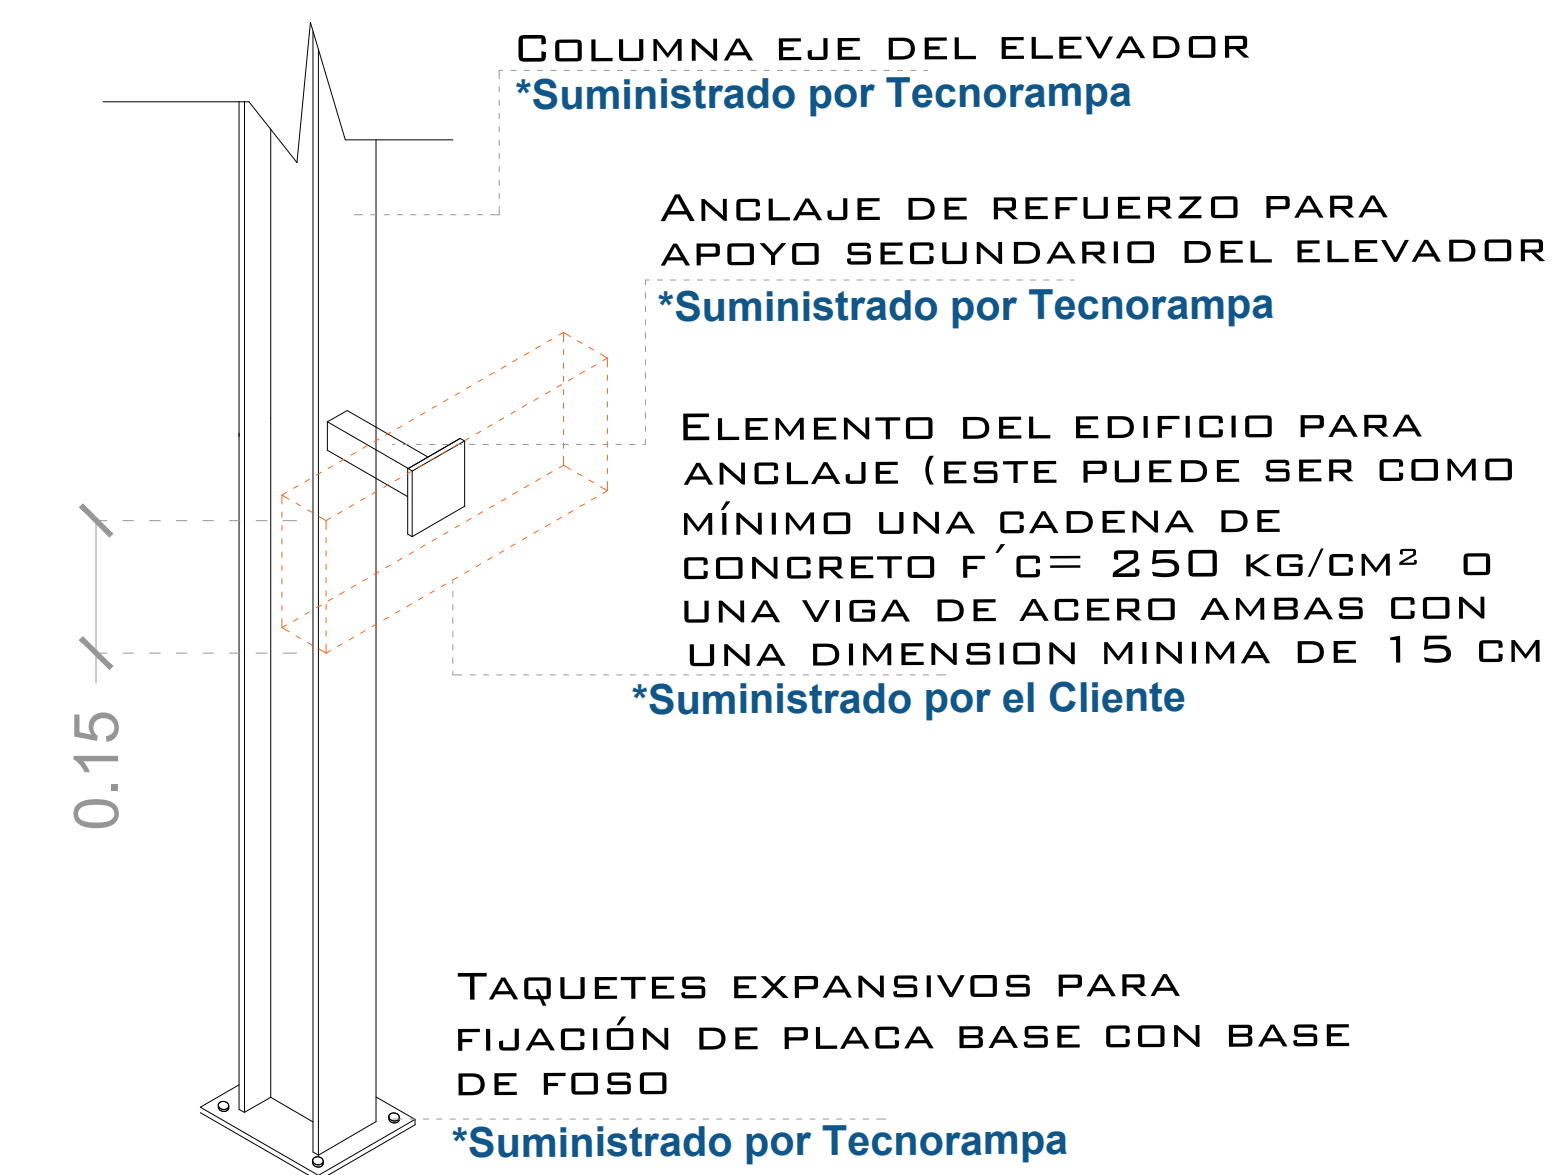 COLUMNA EJE DEL ELEVADOR
*Suministrado por Tecnorampa
ANCLAJE DE REFUERZO PARA
APOYO SECUNDARIO DEL ELEVADOR
*Suministrado por Tecnorampa
ELEMENTO DEL EDIFICIO PARA
ANCLAJE (ESTE PUEDE SER COMO
MÍNIMO UNA CADENA DE
CONCRETO F´C= 250 KG/CM² O
UNA VIGA DE ACERO AMBAS CON
UNA DIMENSION MINIMA DE 15 CM
*Suministrado por el Cliente
0.15
TAQUETES EXPANSIVOS PARA
FIJACIÓN DE PLACA BASE CON BASE
DE FOSO
*Suministrado por Tecnorampa